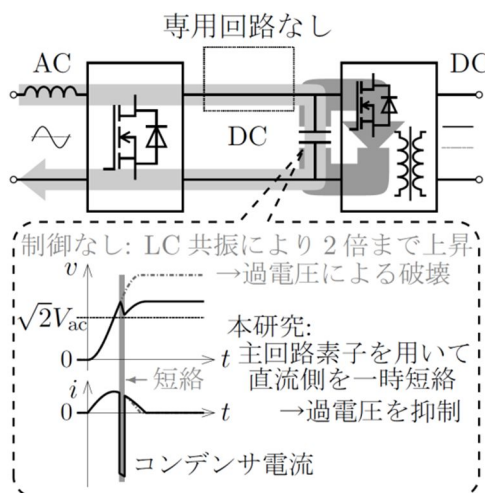 専用回路なし
AC
DC
DC
制御なし: LC 共振により 2 倍まで上昇
v
→過電圧による破壊
√2Vac
0
t
本研究:
主回路素子を用いて
直流側を一時短絡
→過電圧を抑制
短絡
i
0
t
コンデンサ電流